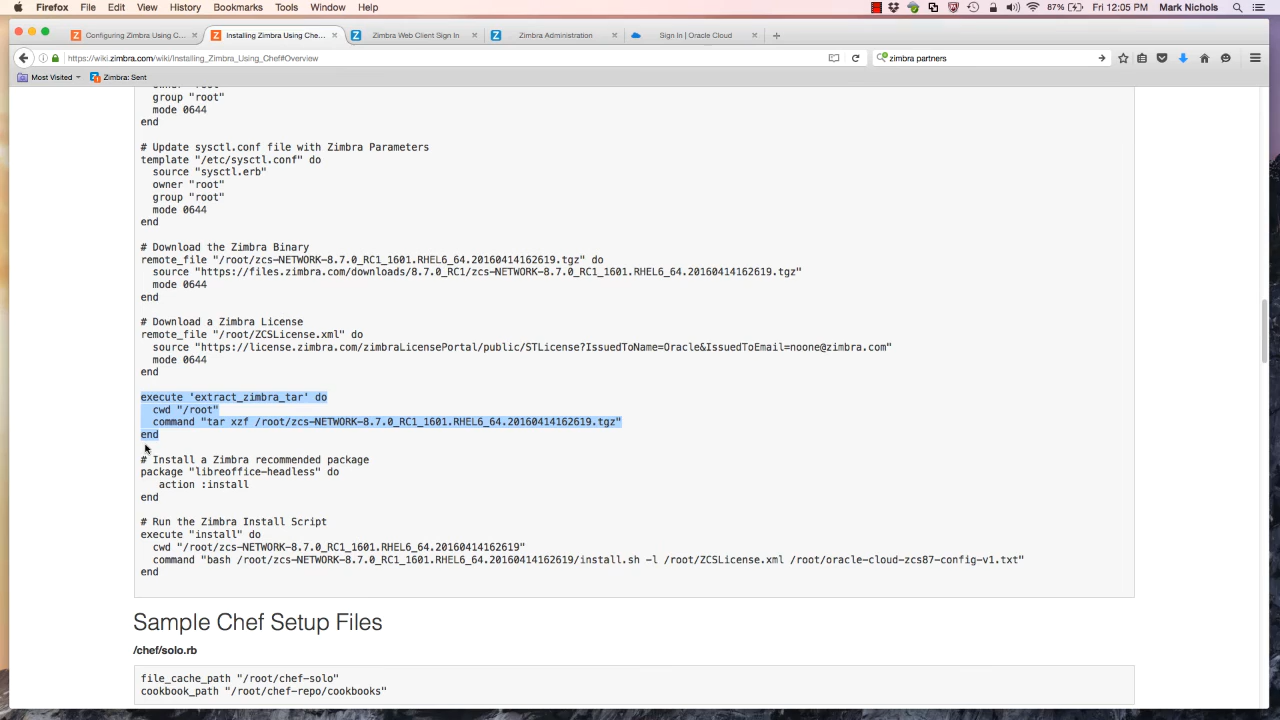 Firefox File Edit View History Bookmarks Tools Window Help 87% Fri 12:05 PM Mark Nichols
Configuring Zimbra Using C... × Installing Zimbra Using Che... × Zimbra Web Client Sign In × Zimbra Administration × Sign In | Oracle Cloud × +
https://wiki.zimbra.com/wiki/Installing_Zimbra_Using_Chef#Overview zimbra partners
Most Visited Zimbra: Sent
group "root"
mode 0644
end
# Update sysctl.conf file with Zimbra Parameters
template "/etc/sysctl.conf" do
source "sysctl.erb"
owner "root"
group "root"
mode 0644
end
# Download the Zimbra Binary
remote_file "/root/zcs-NETWORK-8.7.0_RC1_1601.RHEL6_64.20160414162619.tgz" do
source "https://files.zimbra.com/downloads/8.7.0_RC1/zcs-NETWORK-8.7.0_RC1_1601.RHEL6_64.20160414162619.tgz"
mode 0644
end
# Download a Zimbra License
remote_file "/root/ZCSLicense.xml" do
source "https://license.zimbra.com/zimbraLicensePortal/public/STLicense?IssuedToName=Oracle&IssuedToEmail=noone@zimbra.com"
mode 0644
end
execute 'extract_zimbra_tar' do
cwd "/root"
command "tar xzf /root/zcs-NETWORK-8.7.0_RC1_1601.RHEL6_64.20160414162619.tgz"
end
# Install a Zimbra recommended package
package "libreoffice-headless" do
action :install
end
# Run the Zimbra Install Script
execute "install" do
cwd "/root/zcs-NETWORK-8.7.0_RC1_1601.RHEL6_64.20160414162619"
command "bash /root/zcs-NETWORK-8.7.0_RC1_1601.RHEL6_64.20160414162619/install.sh -l /root/ZCSLicense.xml /root/oracle-cloud-zcs87-config-v1.txt"
end
Sample Chef Setup Files
/chef/solo.rb
file_cache_path "/root/chef-solo"
cookbook_path "/root/chef-repo/cookbooks"